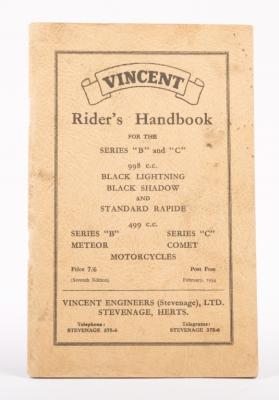 VINCENT
Rider's Handbook
FOR THE
SERIES "B" and "C"
998 c.c.
BLACK LIGHTNING
BLACK SHADOW
AND
STANDARD RAPIDE
499 c.c.
SERIES "B" SERIES "C"
METEOR COMET
MOTORCYCLES
Price 7/6 Post Free
(Seventh Edition) February, 1954
VINCENT ENGINEERS (Stevenage), LTD.
STEVENAGE, HERTS.
Telephone: Telegrams:
STEVENAGE 375-6 STEVENAGE 375-6